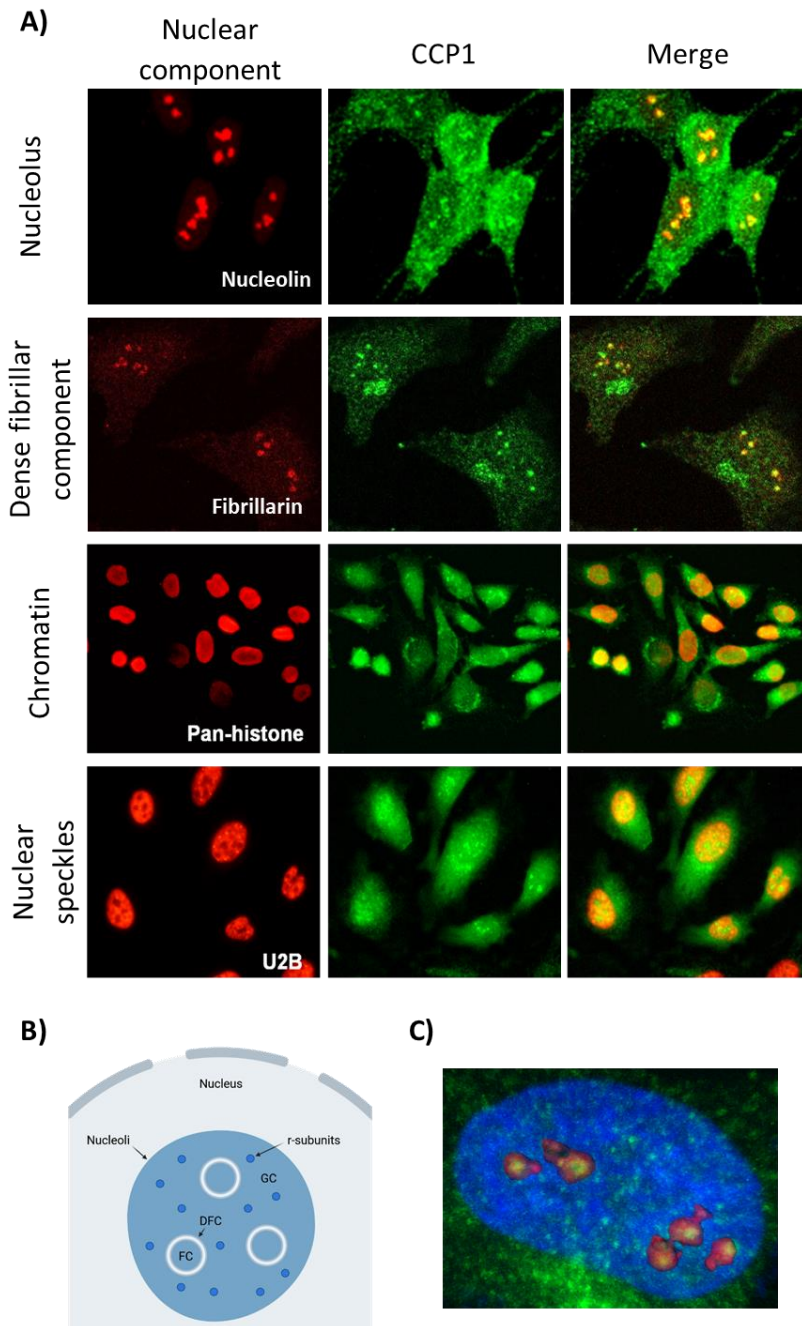 A)
Nuclear
component
CCP1
Merge
Nucleolus
Nucleolin
Dense fibrillar
component
Fibrillarin
Chromatin
Pan-histone
Nuclear
speckles
U2B
B)
Nucleus
Nucleoli
r-subunits
GC
DFC
FC
C)